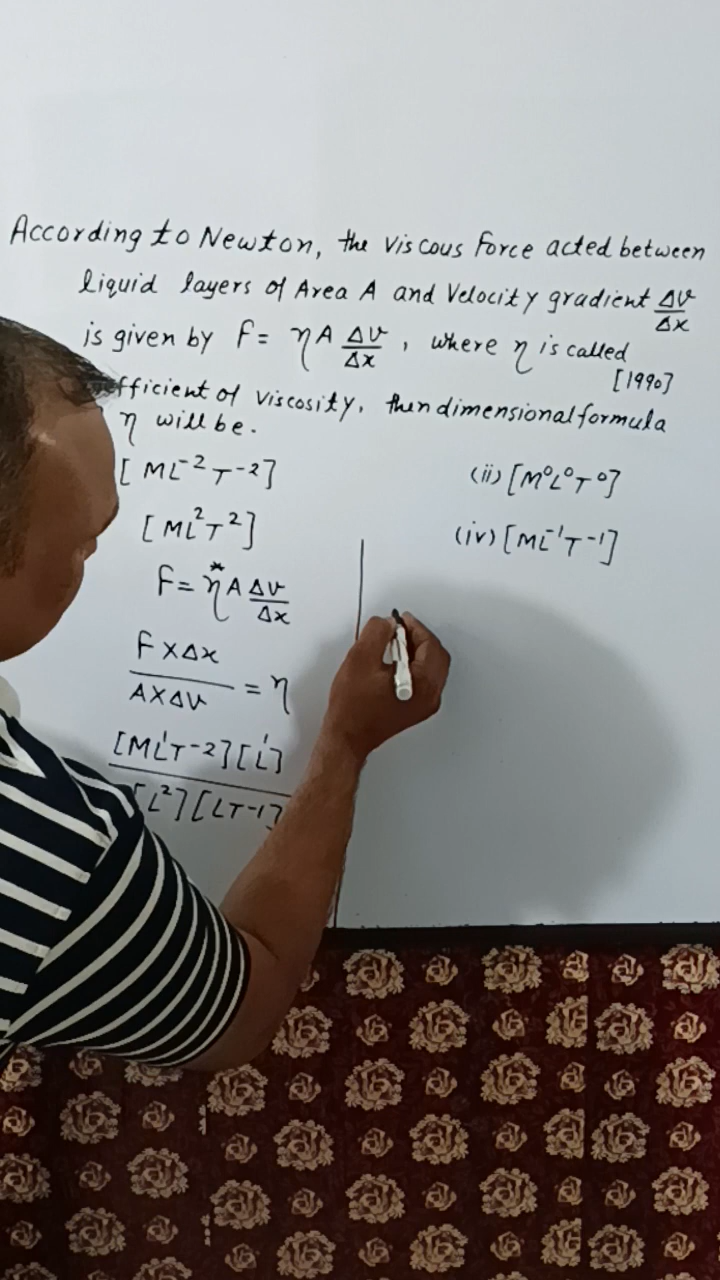 According to Newton, the viscous force acted between
liquid layers of Area A and Velocity gradient Δv/Δx
is given by F = ηA Δv/Δx , where η is called
[1990]
efficient of viscosity, then dimensional formula
η will be.
[ML⁻²T⁻²] (ii) [M⁰L⁰T⁰]
[ML²T²] (iv) [ML⁻¹T⁻¹]
F = η*A Δv/Δx
F×Δx / A×Δv = η
[ML¹T⁻²][L¹] / [L²][LT⁻¹]